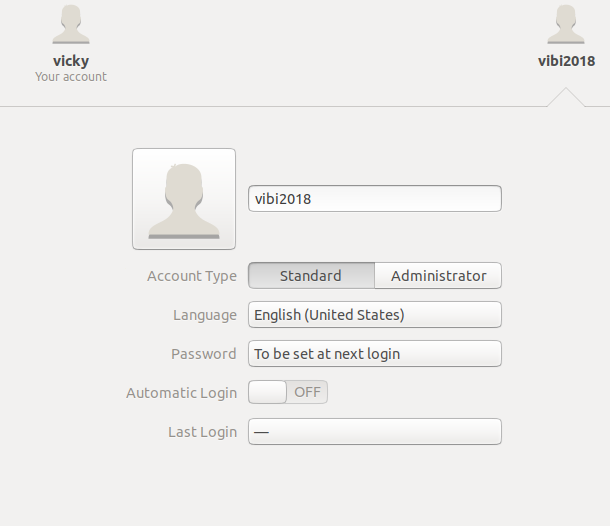 vicky
Your account
vibi2018
vibi2018
Account Type Standard Administrator
Language English (United States)
Password To be set at next login
Automatic Login OFF
Last Login —